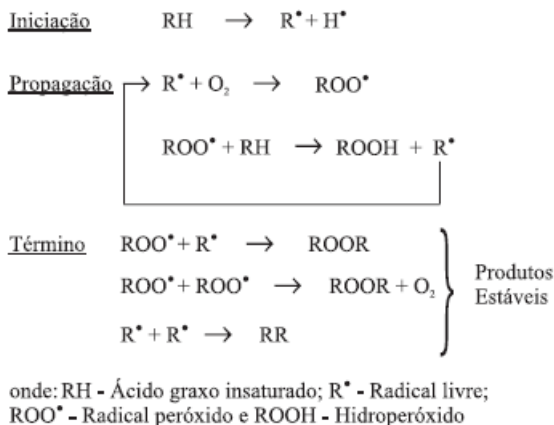 Iniciação RH → R• + H•
Propagação → R• + O₂ → ROO•
ROO• + RH → ROOH + R•
Término ROO• + R• → ROOR
ROO• + ROO• → ROOR + O₂
R• + R• → RR
Produtos
Estáveis
onde: RH - Ácido graxo insaturado; R• - Radical livre;
ROO• - Radical peróxido e ROOH - Hidroperóxido